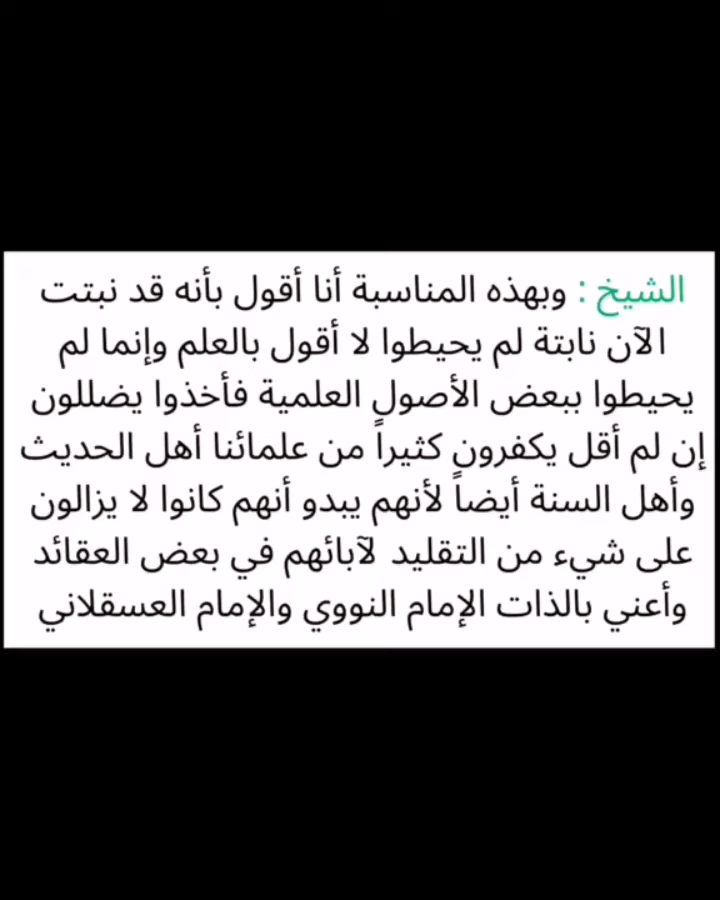 الشيخ : وبهذه المناسبة أنا أقول بأنه قد نبتت
الآن نابتة لم يحيطوا لا أقول بالعلم وإنما لم
يحيطوا ببعض الأصول العلمية فأخذوا يضللون
إن لم أقل يكفرون كثيراً من علمائنا أهل الحديث
وأهل السنة أيضاً لأنهم يبدو أنهم كانوا لا يزالون
على شيء من التقليد لآبائهم في بعض العقائد
وأعني بالذات الإمام النووي والإمام العسقلاني